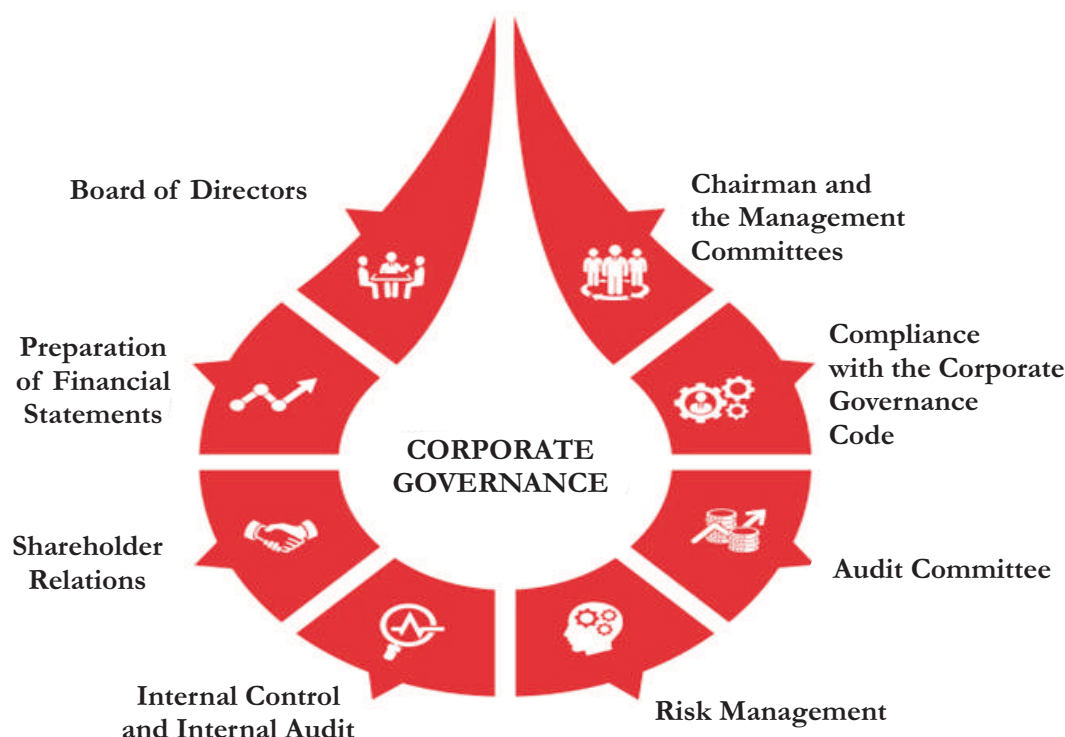 Board of Directors
Chairman and
the Management
Committees
Preparation
of Financial
Statements
Compliance
with the Corporate
Governance
Code
CORPORATE
GOVERNANCE
Shareholder
Relations
Audit Committee
Internal Control
and Internal Audit
Risk Management